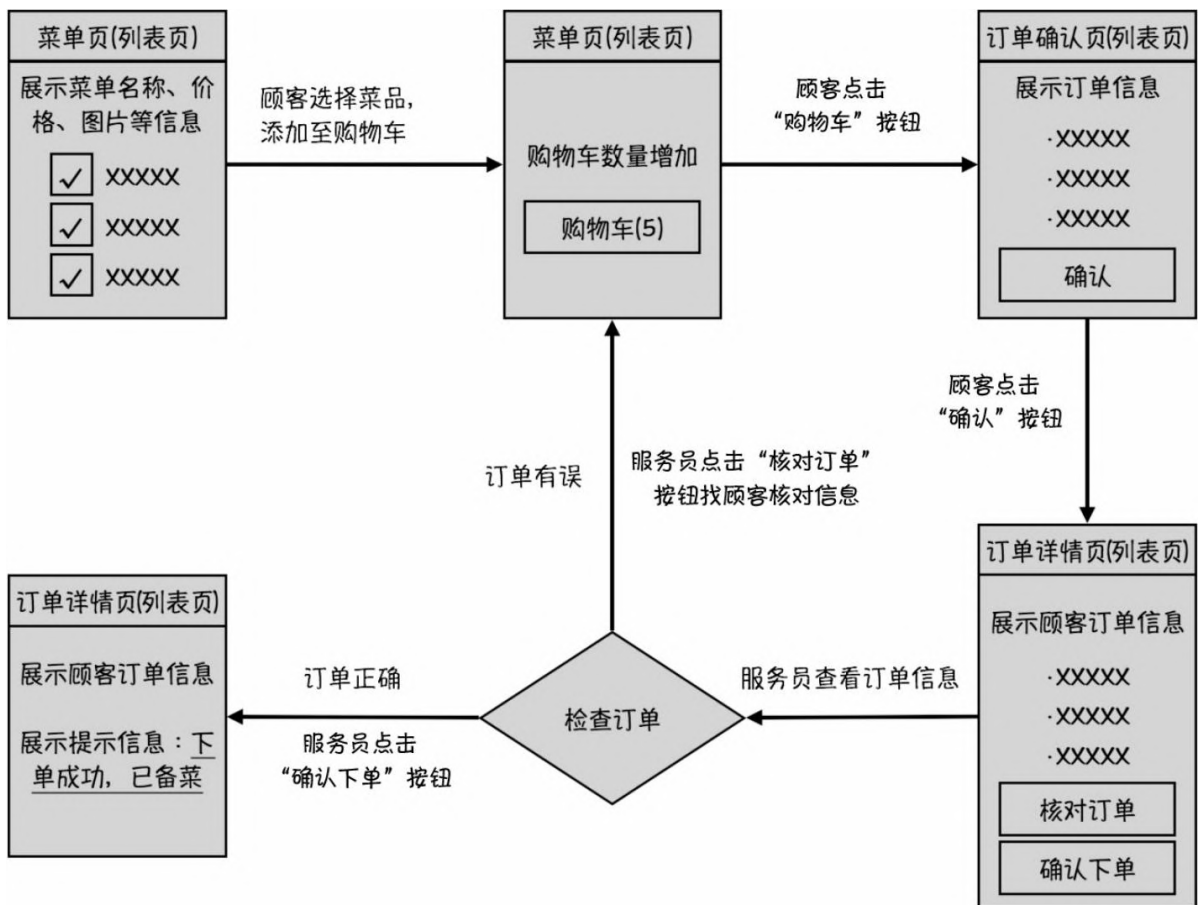 菜单页(列表页)
展示菜单名称、价
格、图片等信息
✓ XXXXX
✓ XXXXX
✓ XXXXX
顾客选择菜品，
添加至购物车
菜单页(列表页)
购物车数量增加
购物车(5)
顾客点击
“购物车”按钮
订单确认页(列表页)
展示订单信息
·XXXXX
·XXXXX
·XXXXX
确认
顾客点击
“确认”按钮
订单详情页(列表页)
展示顾客订单信息
·XXXXX
·XXXXX
·XXXXX
核对订单
确认下单
服务员查看订单信息
检查订单
订单有误
服务员点击“核对订单”
按钮找顾客核对信息
订单正确
服务员点击
“确认下单”按钮
订单详情页(列表页)
展示顾客订单信息
展示提示信息：下
单成功，已备菜